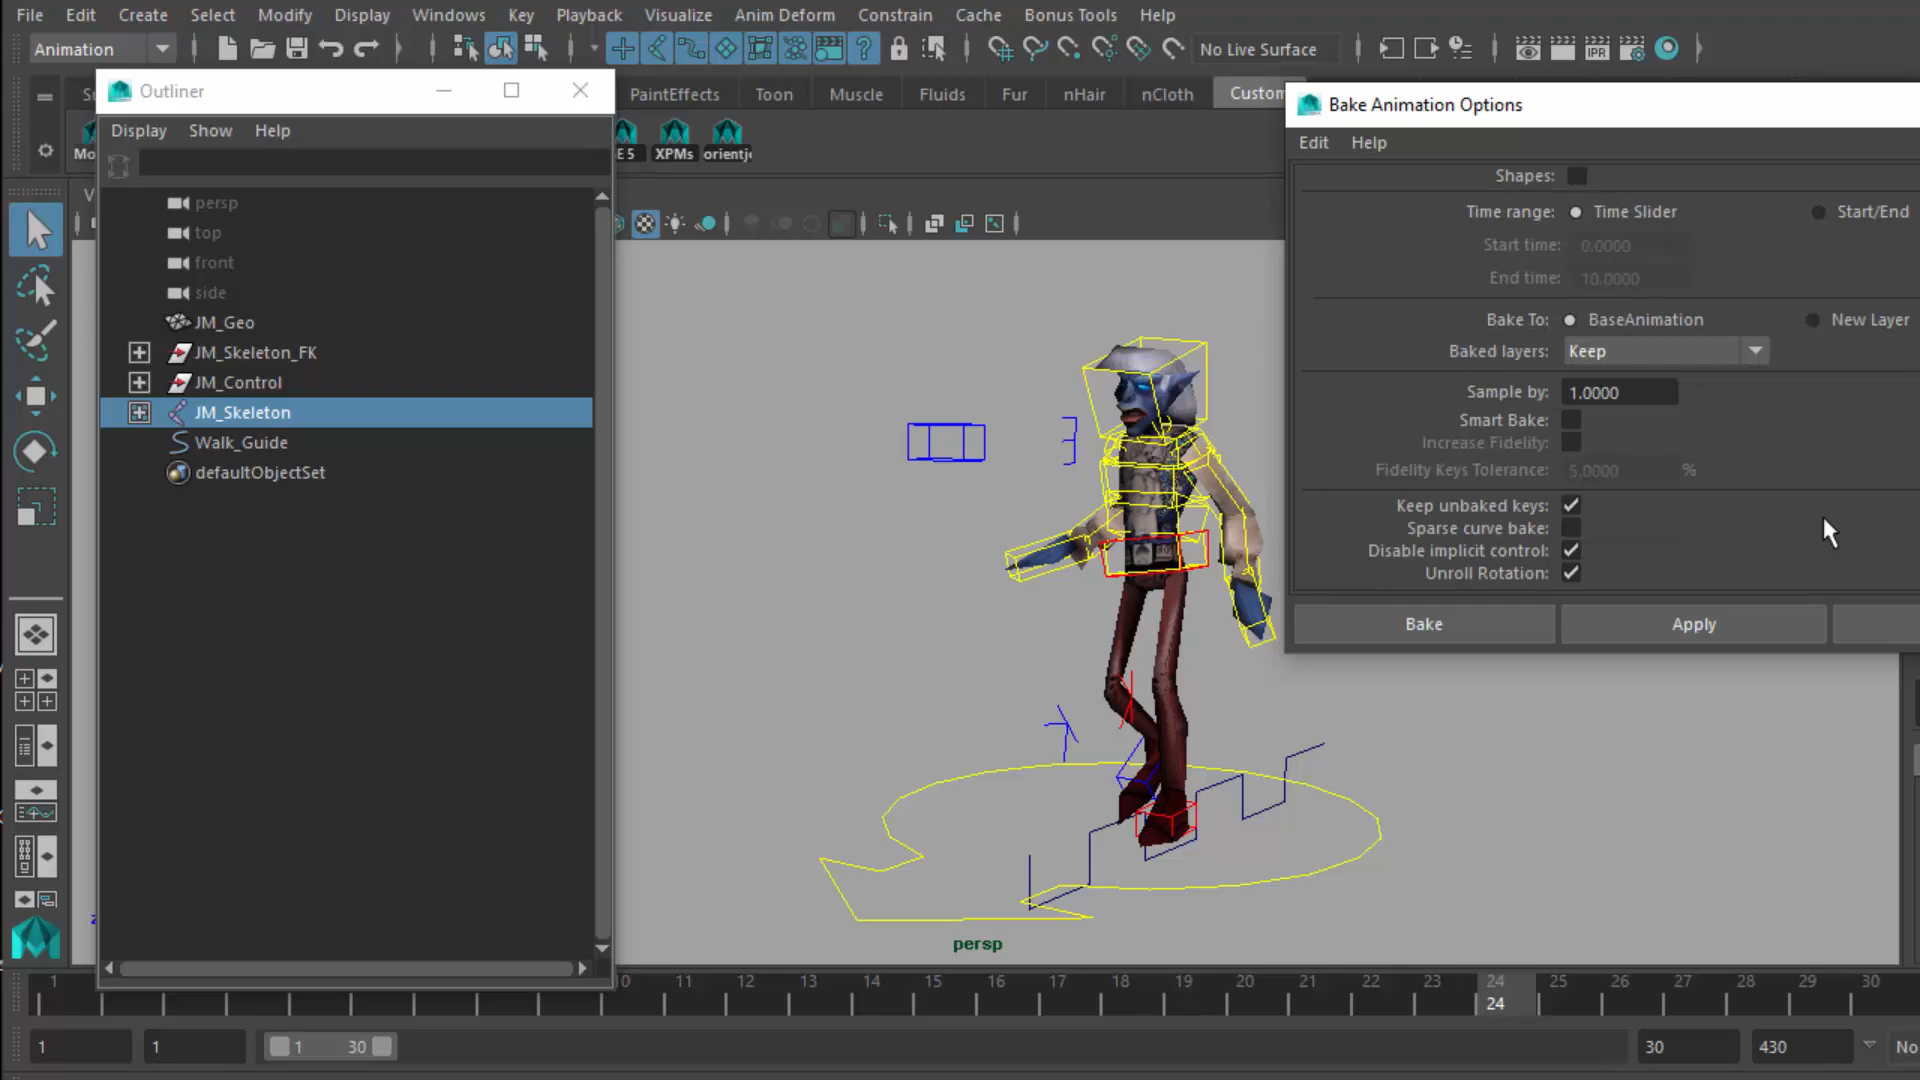 File Edit Create Select Modify Display Windows Key Playback Visualize Anim Deform Constrain Cache Bonus Tools Help
Animation
No Live Surface
Outliner
PaintEffects Toon Muscle Fluids Fur nHair nCloth Custom
Display Show Help
XPMs orientj
persp
top
front
side
JM_Geo
JM_Skeleton_FK
JM_Control
JM_Skeleton
Walk_Guide
defaultObjectSet
Bake Animation Options
Edit Help
Shapes:
Time range: Time Slider Start/End
Start time: 0.0000
End time: 10.0000
Bake To: BaseAnimation New Layer
Baked layers: Keep
Sample by: 1.0000
Smart Bake:
Increase Fidelity:
Fidelity Keys Tolerance: 5.0000 %
Keep unbaked keys:
Sparse curve bake:
Disable implicit control:
Unroll Rotation:
Bake Apply
persp
1 10 11 12 13 14 15 16 17 18 19 20 21 22 23 24 25 26 27 28 29 30
24
1 1 1 30 30 430 No
IPR